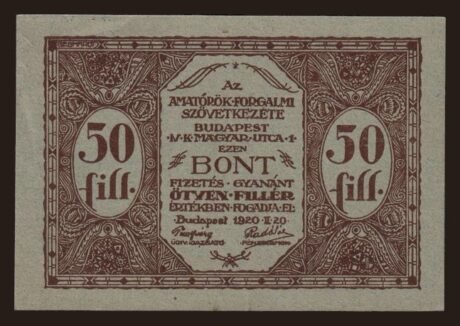 Az
AMATŐRÖK FORGALMI
SZÖVETKEZETE
BUDAPEST
IV. K. MAGYAR-UTCA 1.
EZEN
BONT
FIZETÉS - GYANÁNT
ÖTVEN - FILLÉR
ÉRTÉKBEN FOGADJA EL:
Budapest 1920 II. 20
50
fill.
50
fill.